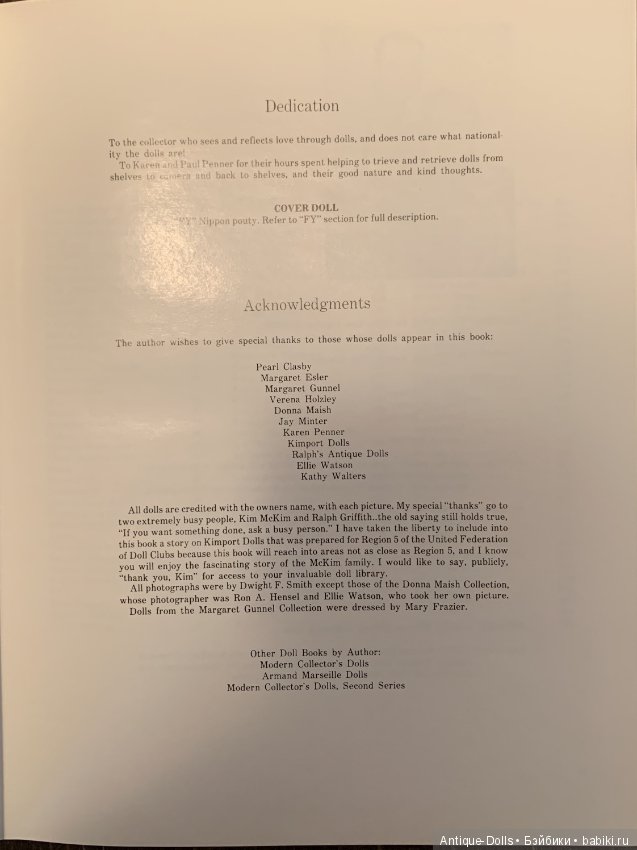 Dedication
To the collector who sees and reflects love through dolls, and does not care what national-
ity the dolls are!
To Karen and Paul Penner for their hours spent helping to trieve and retrieve dolls from
shelves to camera and back to shelves, and their good nature and kind thoughts.
COVER DOLL
"FY" Nippon pouty. Refer to "FY" section for full description.
Acknowledgments
The author wishes to give special thanks to those whose dolls appear in this book:
Pearl Clasby
Margaret Esler
Margaret Gunnel
Verena Holzley
Donna Maish
Jay Minter
Karen Penner
Kimport Dolls
Ralph's Antique Dolls
Ellie Watson
Kathy Walters
All dolls are credited with the owners name, with each picture. My special "thanks" go to
two extremely busy people, Kim McKim and Ralph Griffith..the old saying still holds true,
"If you want something done, ask a busy person." I have taken the liberty to include into
this book a story on Kimport Dolls that was prepared for Region 5 of the United Federation
of Doll Clubs because this book will reach into areas not as close as Region 5, and I know
you will enjoy the fascinating story of the McKim family. I would like to say, publicly,
"thank you, Kim" for access to your invaluable doll library.
All photographs were by Dwight F. Smith except those of the Donna Maish Collection,
whose photographer was Ron A. Hensel and Ellie Watson, who took her own picture.
Dolls from the Margaret Gunnel Collection were dressed by Mary Frazier.
Other Doll Books by Author:
Modern Collector's Dolls
Armand Marseille Dolls
Modern Collector's Dolls, Second Series
Antique-Dolls • Бэйбики • babiki.ru